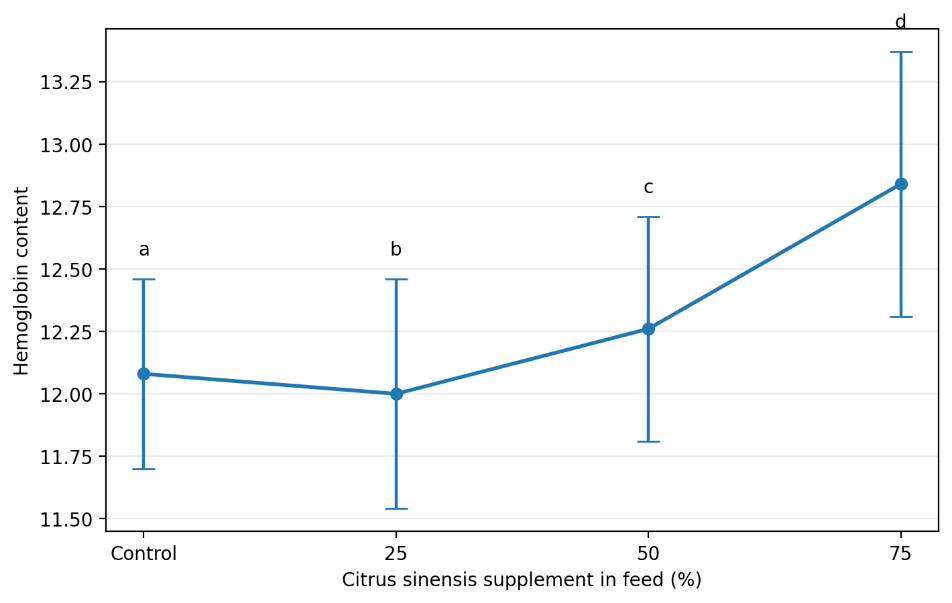 d
13.25
13.00
c
12.75
a
b
12.50
12.25
12.00
11.75
11.50
Hemoglobin content
Control 25 50 75
Citrus sinensis supplement in feed (%)